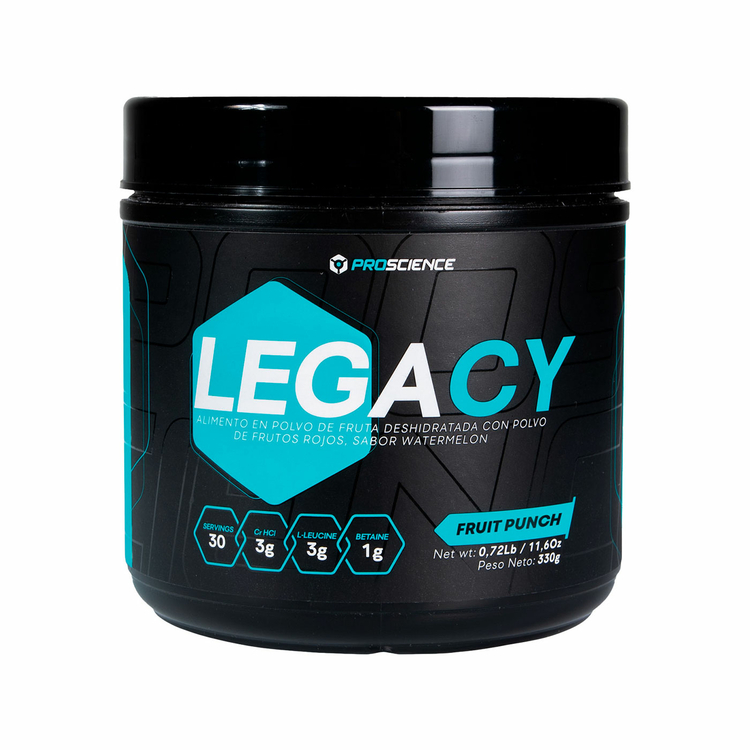 PROSCIENCE
LEGACY
ALIMENTO EN POLVO DE FRUTA DESHIDRATADA CON POLVO
DE FRUTOS ROJOS, SABOR WATERMELON
SERVINGS
30
Cr HCl
3g
L-LEUCINE
3g
BETAINE
1g
FRUIT PUNCH
Net wt: 0,72Lb / 11,6Oz
Peso Neto: 330g